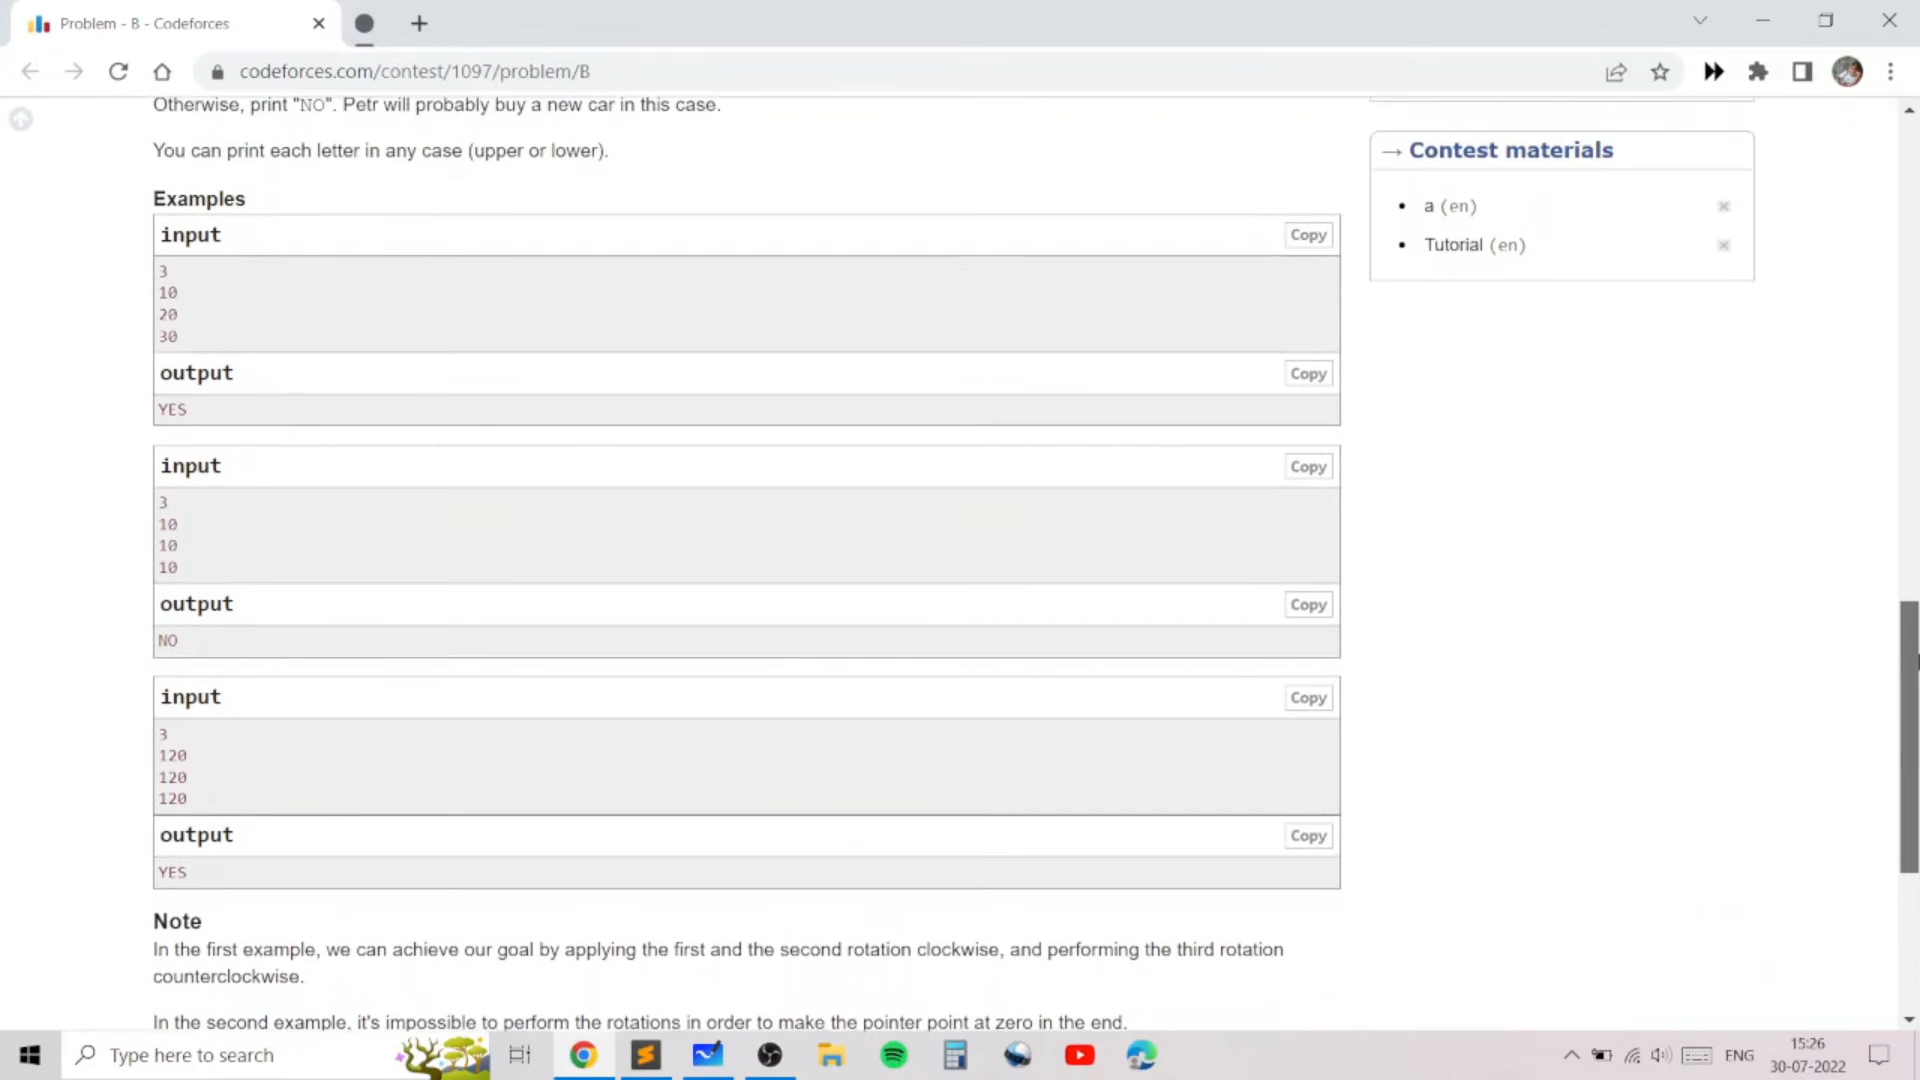 Problem - B - Codeforces
codeforces.com/contest/1097/problem/B
Otherwise, print "NO". Petr will probably buy a new car in this case.
You can print each letter in any case (upper or lower).
→ Contest materials
a (en)
Tutorial (en)
Examples
input
Copy
3
10
20
30
output
Copy
YES
input
Copy
3
10
10
10
output
Copy
NO
input
Copy
3
120
120
120
output
Copy
YES
Note
In the first example, we can achieve our goal by applying the first and the second rotation clockwise, and performing the third rotation
counterclockwise.
In the second example, it's impossible to perform the rotations in order to make the pointer point at zero in the end.
Type here to search
ENG
15:26
30-07-2022